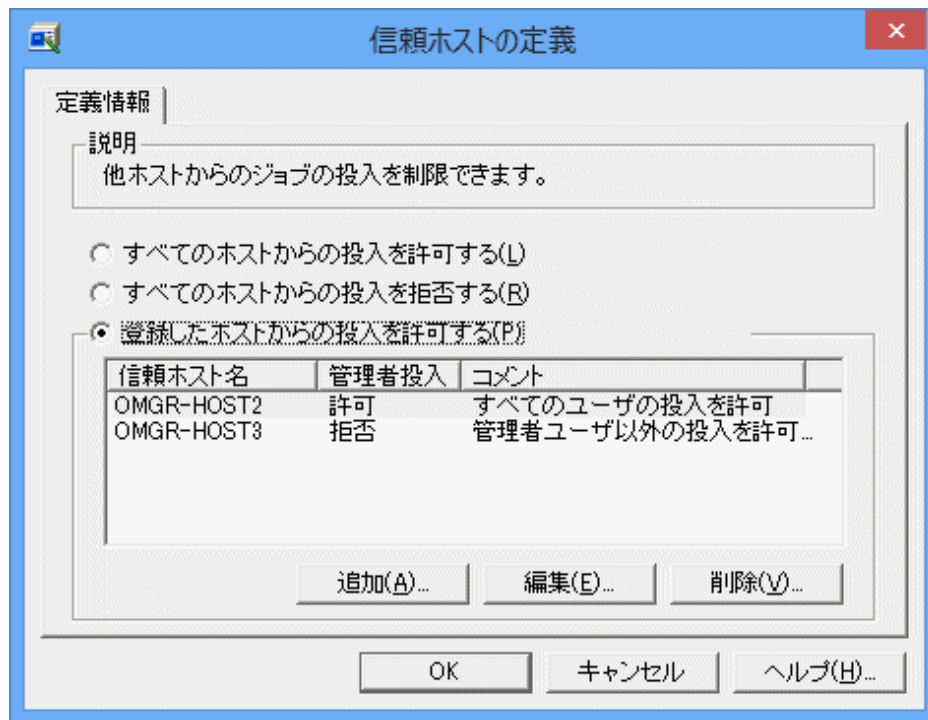 信頼ホストの定義
定義情報
説明
他ホストからのジョブの投入を制限できます。
すべてのホストからの投入を許可する(L)
すべてのホストからの投入を拒否する(R)
登録したホストからの投入を許可する(P)
信頼ホスト名 管理者投入 コメント
OMGR-HOST2 許可 すべてのユーザの投入を許可
OMGR-HOST3 拒否 管理者ユーザ以外の投入を許可...
追加(A)... 編集(E)... 削除(V)...
OK キャンセル ヘルプ(H)...